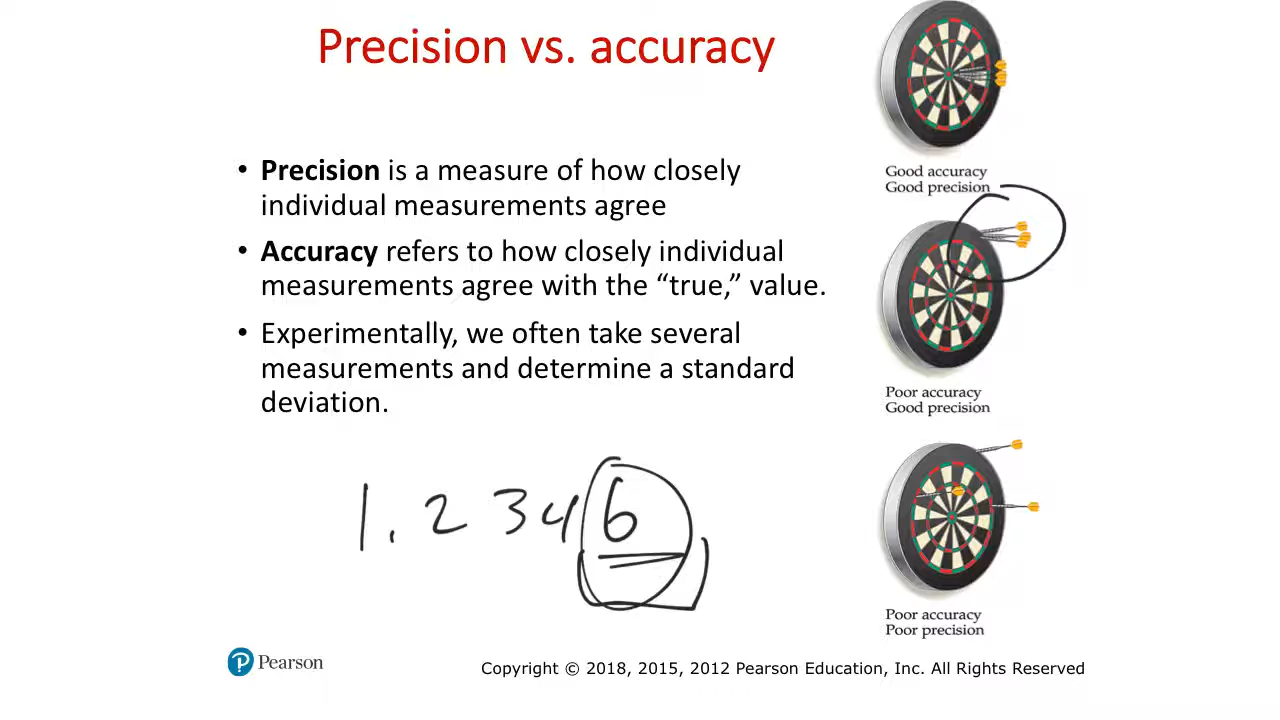 Precision vs. accuracy
• Precision is a measure of how closely
individual measurements agree
• Accuracy refers to how closely individual
measurements agree with the “true,” value.
• Experimentally, we often take several
measurements and determine a standard
deviation.
1.2346
Good accuracy
Good precision
Poor accuracy
Good precision
Poor accuracy
Poor precision
Pearson
Copyright © 2018, 2015, 2012 Pearson Education, Inc. All Rights Reserved